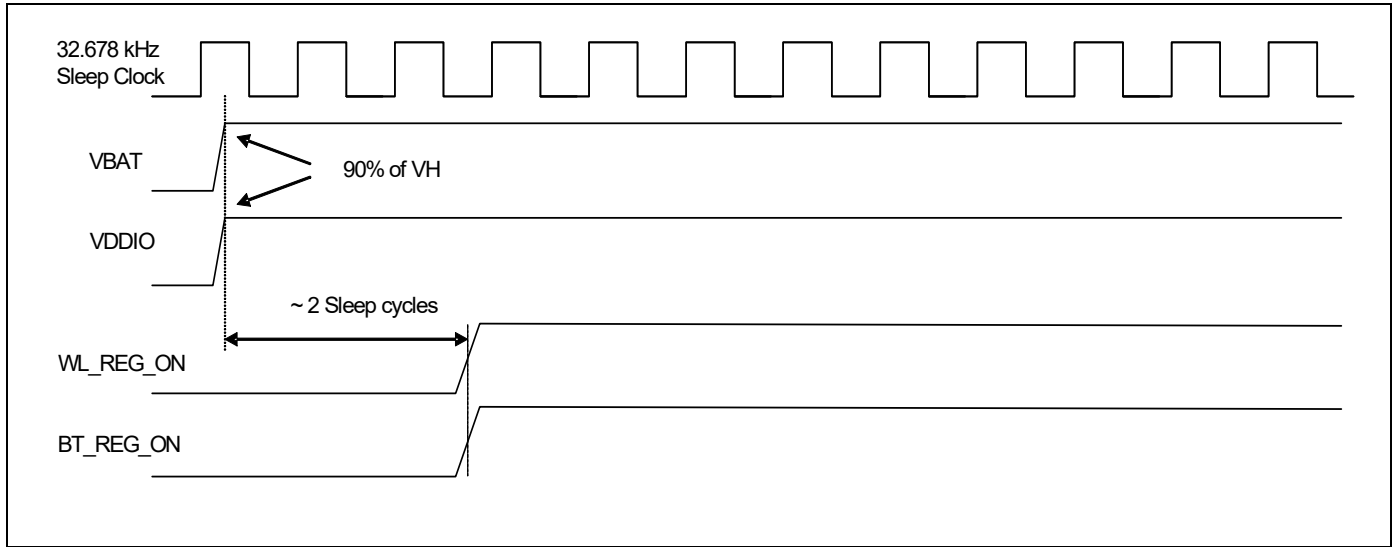 32.678 kHz
Sleep Clock
VBAT
90% of VH
VDDIO
~ 2 Sleep cycles
WL_REG_ON
BT_REG_ON